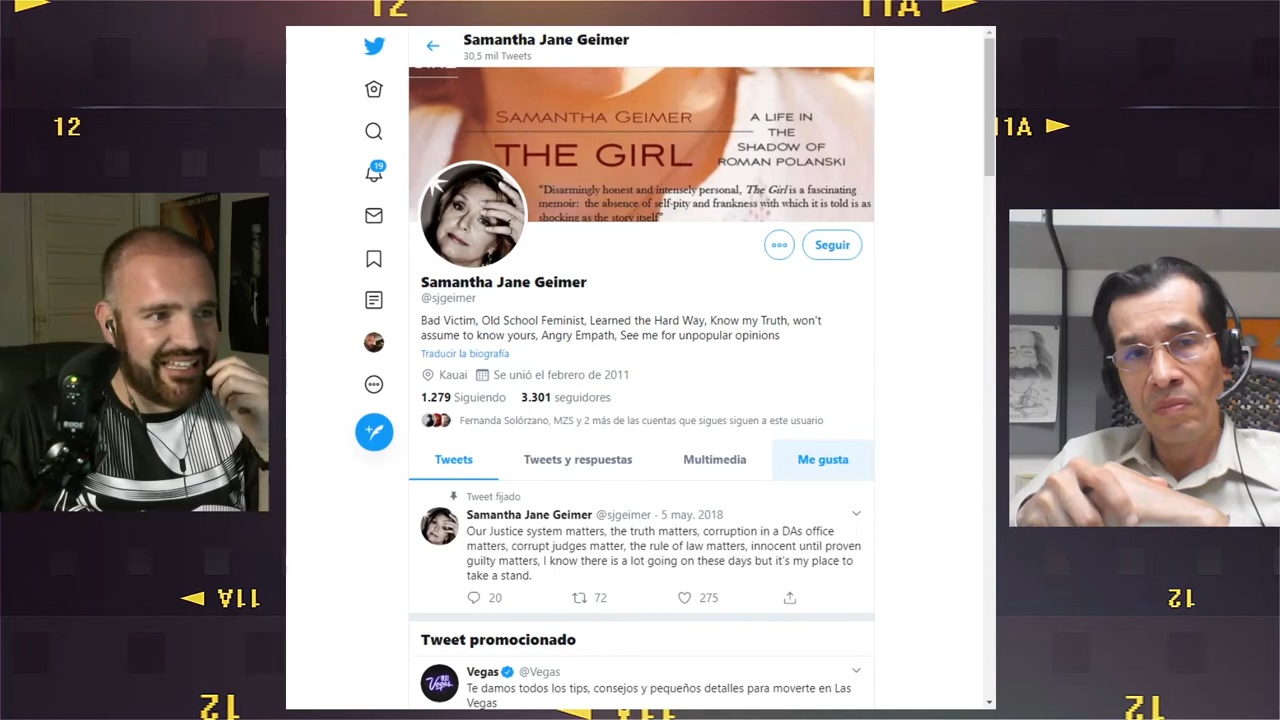 12
11A
Samantha Jane Geimer
30,5 mil Tweets
SAMANTHA GEIMER
THE GIRL
A LIFE IN
THE
SHADOW OF
ROMAN POLANSKI
"Disarmingly honest and intensely personal, The Girl is a fascinating
memoir: the absence of self-pity and frankness with which it is told is as
shocking as the story itself"
12
11A
19
Seguir
Samantha Jane Geimer
@sjgeimer
Bad Victim, Old School Feminist, Learned the Hard Way, Know my Truth, won't
assume to know yours, Angry Empath, See me for unpopular opinions
Traducir la biografía
Kauai Se unió el febrero de 2011
1.279 Siguiendo 3.301 seguidores
Fernanda Solórzano, MZS y 2 más de las cuentas que sigues siguen a este usuario
Tweets Tweets y respuestas Multimedia Me gusta
Tweet fijado
Samantha Jane Geimer @sjgeimer · 5 may. 2018
Our Justice system matters, the truth matters, corruption in a DAs office
matters, corrupt judges matter, the rule of law matters, innocent until proven
guilty matters, I know there is a lot going on these days but it's my place to
take a stand.
20 72 275
Tweet promocionado
Vegas @Vegas
Te damos todos los tips, consejos y pequeños detalles para moverte en Las
Vegas
RODE
11A
12
12
11A
12